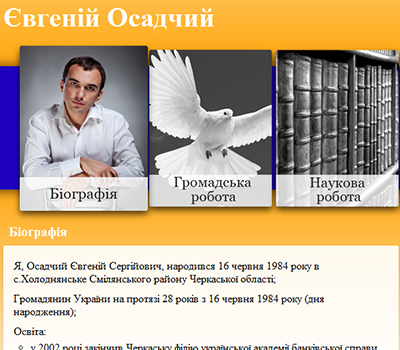 Євгеній Осадчий
Біографія
Громадська
робота
Наукова
робота
Біографія
Я, Осадчий Євгеній Сергійович, народився 16 червня 1984 року в
с.Холоднянське Смілянського району Черкаської області;
Громадянин України на протязі 28 років з 16 червня 1984 року (дня
народження);
Освіта:
у 2002 році закінчив Черкаську філію української академії банківської справи